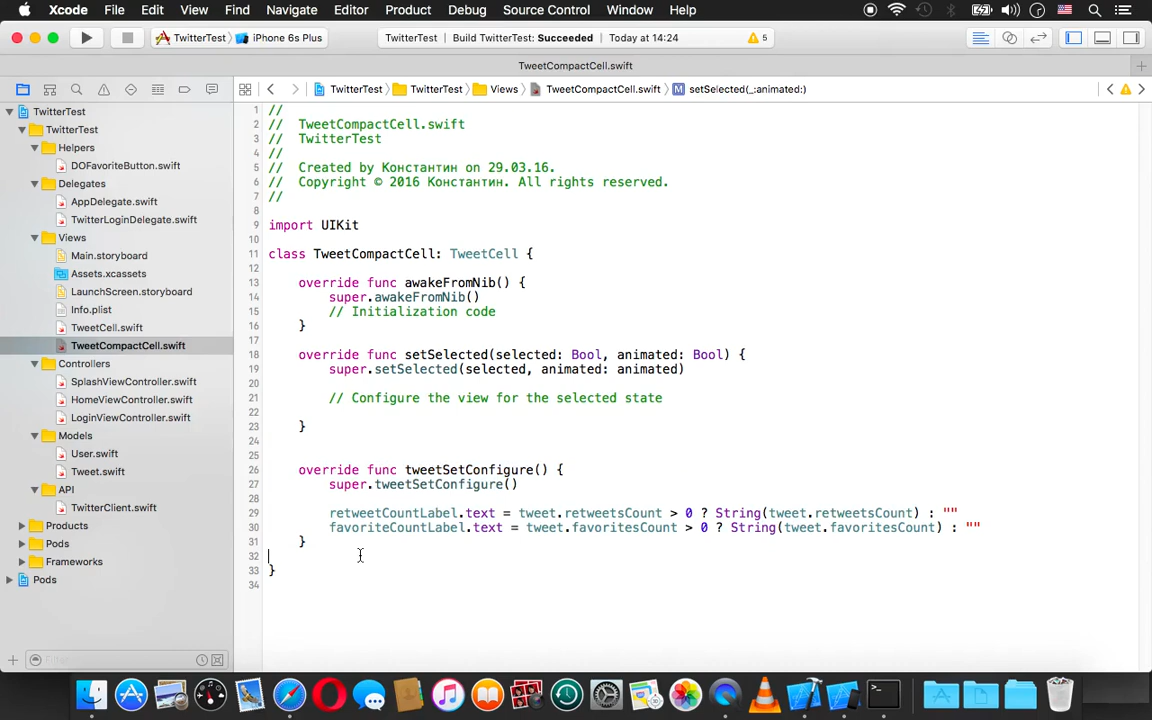 Xcode File Edit View Find Navigate Editor Product Debug Source Control Window Help
TwitterTest iPhone 6s Plus
TwitterTest Build TwitterTest: Succeeded Today at 14:24 5
TweetCompactCell.swift
TwitterTest TwitterTest Views TweetCompactCell.swift M setSelected(_:animated:)
TwitterTest
TwitterTest
Helpers
DOFavoriteButton.swift
Delegates
AppDelegate.swift
TwitterLoginDelegate.swift
Views
Main.storyboard
Assets.xcassets
LaunchScreen.storyboard
Info.plist
TweetCell.swift
TweetCompactCell.swift
Controllers
SplashViewController.swift
HomeViewController.swift
LoginViewController.swift
Models
User.swift
Tweet.swift
API
TwitterClient.swift
Products
Pods
Frameworks
Pods
Filter
1 //
2 // TweetCompactCell.swift
3 // TwitterTest
4 //
5 // Created by Константин on 29.03.16.
6 // Copyright © 2016 Константин. All rights reserved.
7 //
8
9 import UIKit
10
11 class TweetCompactCell: TweetCell {
12
13 override func awakeFromNib() {
14 super.awakeFromNib()
15 // Initialization code
16 }
17
18 override func setSelected(selected: Bool, animated: Bool) {
19 super.setSelected(selected, animated: animated)
20
21 // Configure the view for the selected state
22
23 }
24
25
26 override func tweetSetConfigure() {
27 super.tweetSetConfigure()
28
29 retweetCountLabel.text = tweet.retweetsCount > 0 ? String(tweet.retweetsCount) : ""
30 favoriteCountLabel.text = tweet.favoritesCount > 0 ? String(tweet.favoritesCount) : ""
31 }
32
33 }
34